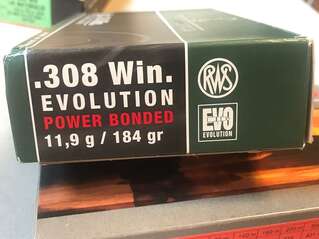 .308 Win.
EVOLUTION
POWER BONDED
11,9 g / 184 gr
RWS
EVO
EVOLUTION